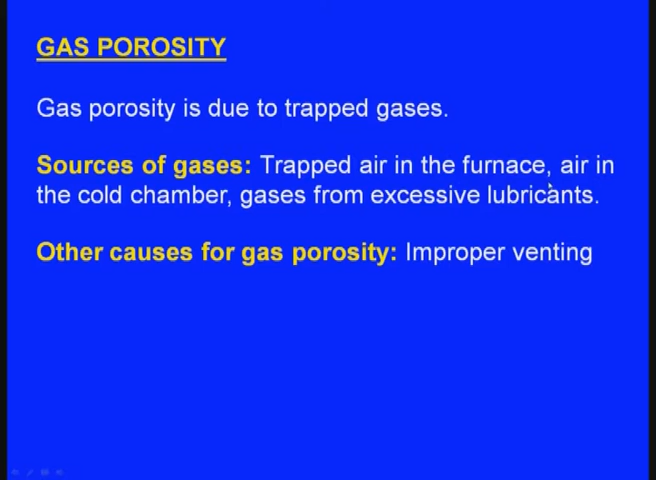 GAS POROSITY
Gas porosity is due to trapped gases.
Sources of gases: Trapped air in the furnace, air in
the cold chamber, gases from excessive lubricants.
Other causes for gas porosity: Improper venting